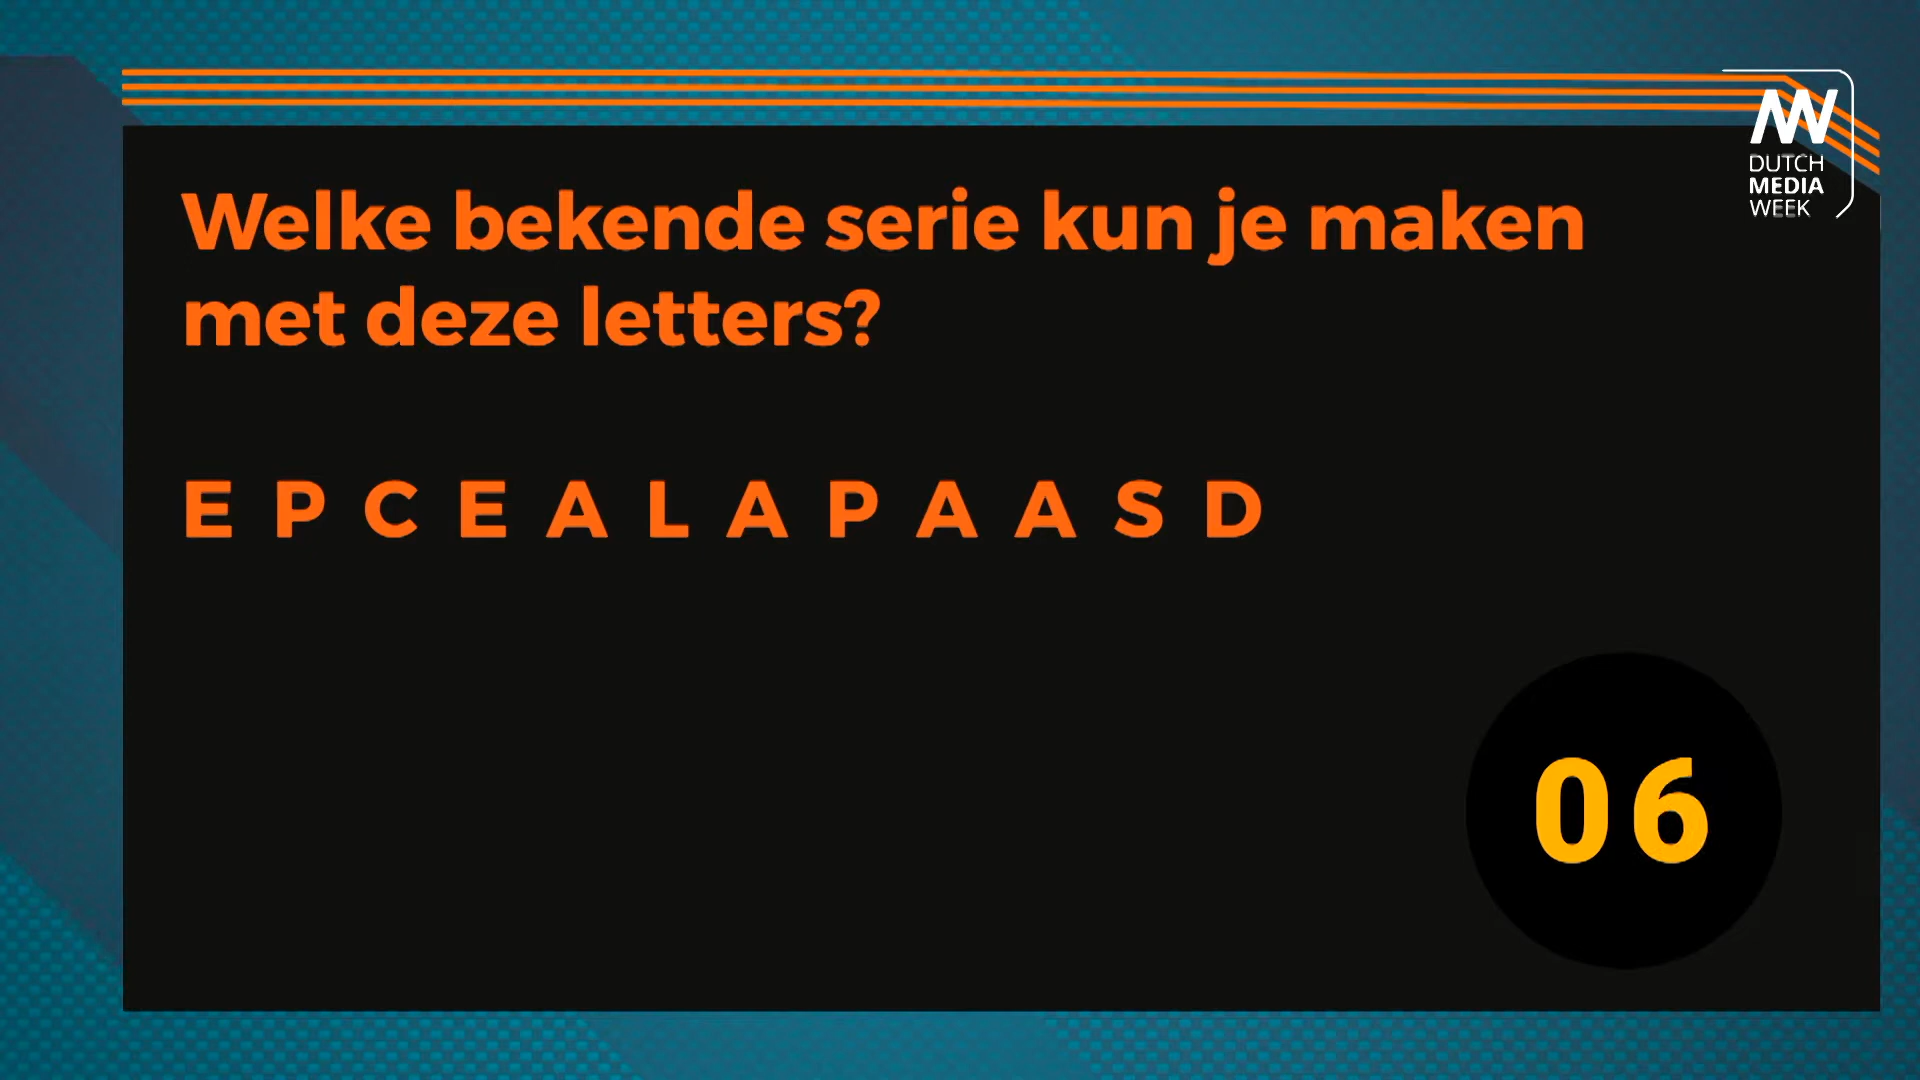 Welke bekende serie kun je maken
met deze letters?
E P C E A L A P A A S D
06
DUTCH
MEDIA
WEEK